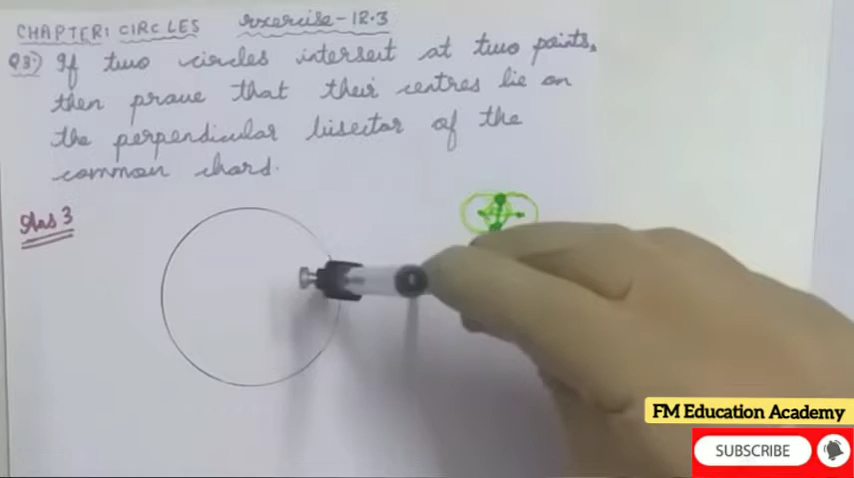 CHAPTER: CIRCLES exercise-12.3
Q3:) If two circles intersect at two points,
then prove that their centres lie on
the perpendicular bisector of the
common chord.
Ans 3
FM Education Academy
SUBSCRIBE